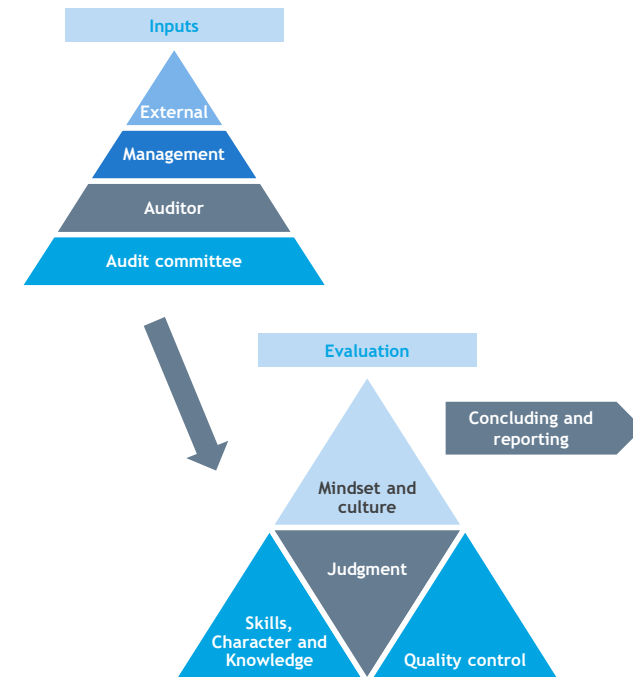 Inputs
External
Management
Auditor
Audit committee
Evaluation
Concluding and
reporting
Mindset and
culture
Judgment
Skills,
Character and
Knowledge
Quality control